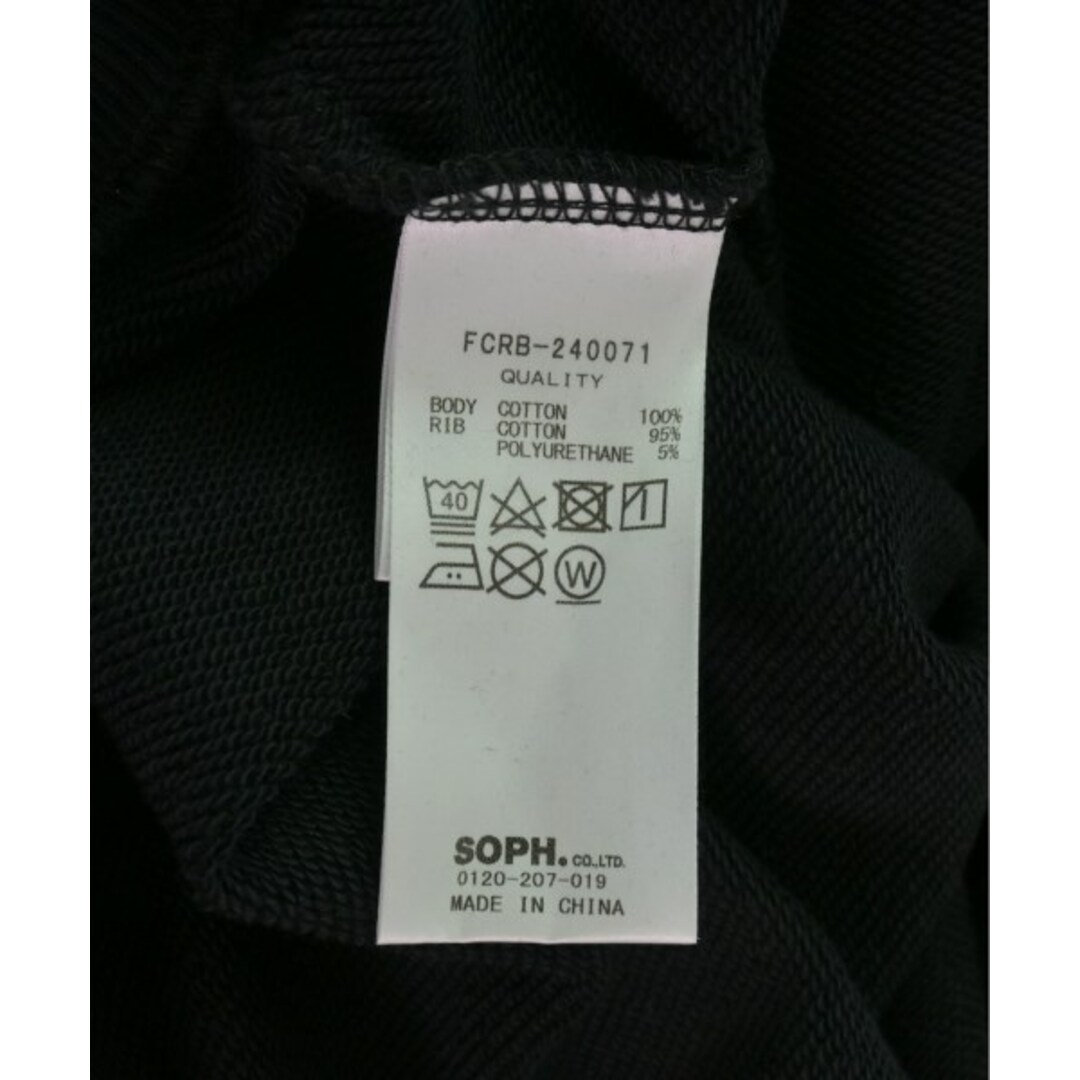 FCRB-240071
QUALITY
BODY COTTON 100%
RIB COTTON 95%
POLYURETHANE 5%
40
W
SOPH. CO.,LTD.
0120-207-019
MADE IN CHINA